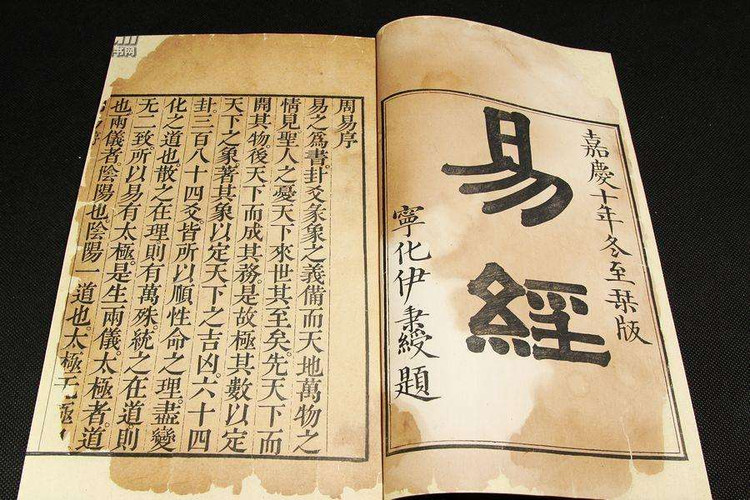 嘉慶十年冬至琹版
易經
寧化伊秉綬題
周易序
易之爲書卦爻彖象之義備而天地萬物之
情見聖人之憂天下來世其至矣。先天下而
開其物。後天下而成其務。是故極其數以定
天下之象著其象以定天下之吉凶六十四
卦。三百八十四爻。皆所以順性命之理盡變
化之道也。散之在理則有萬殊。統之在道則
无二致。所以易有太極。是生兩儀。太極者。道
也兩儀者陰陽也陰陽一道也。太極无極
书网